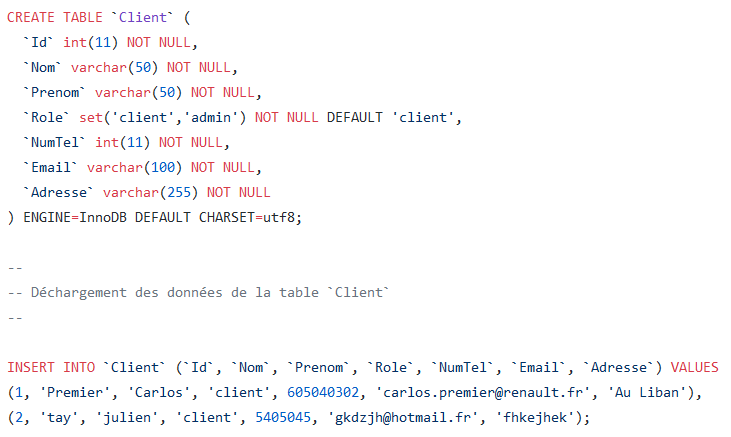 CREATE TABLE `Client` (
  `Id` int(11) NOT NULL,
  `Nom` varchar(50) NOT NULL,
  `Prenom` varchar(50) NOT NULL,
  `Role` set('client','admin') NOT NULL DEFAULT 'client',
  `NumTel` int(11) NOT NULL,
  `Email` varchar(100) NOT NULL,
  `Adresse` varchar(255) NOT NULL
) ENGINE=InnoDB DEFAULT CHARSET=utf8;
--
-- Déchargement des données de la table `Client`
--
INSERT INTO `Client` (`Id`, `Nom`, `Prenom`, `Role`, `NumTel`, `Email`, `Adresse`) VALUES
(1, 'Premier', 'Carlos', 'client', 605040302, 'carlos.premier@renault.fr', 'Au Liban'),
(2, 'tay', 'julien', 'client', 5405045, 'gkdzjh@hotmail.fr', 'fhkejhek');